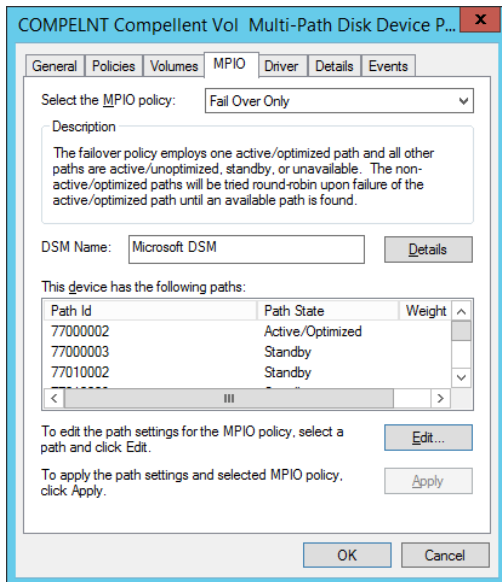 COMPELNT Compellent Vol Multi-Path Disk Device P... x
General Policies Volumes MPIO Driver Details Events
Select the MPIO policy: Fail Over Only
Description
The failover policy employs one active/optimized path and all other
paths are active/unoptimized, standby, or unavailable. The non-
active/optimized paths will be tried round-robin upon failure of the
active/optimized path until an available path is found.
DSM Name: Microsoft DSM Details
This device has the following paths:
Path Id Path State Weight
77000002 Active/Optimized
77000003 Standby
77010002 Standby
To edit the path settings for the MPIO policy, select a
path and click Edit.
Edit...
To apply the path settings and selected MPIO policy,
click Apply.
Apply
OK Cancel